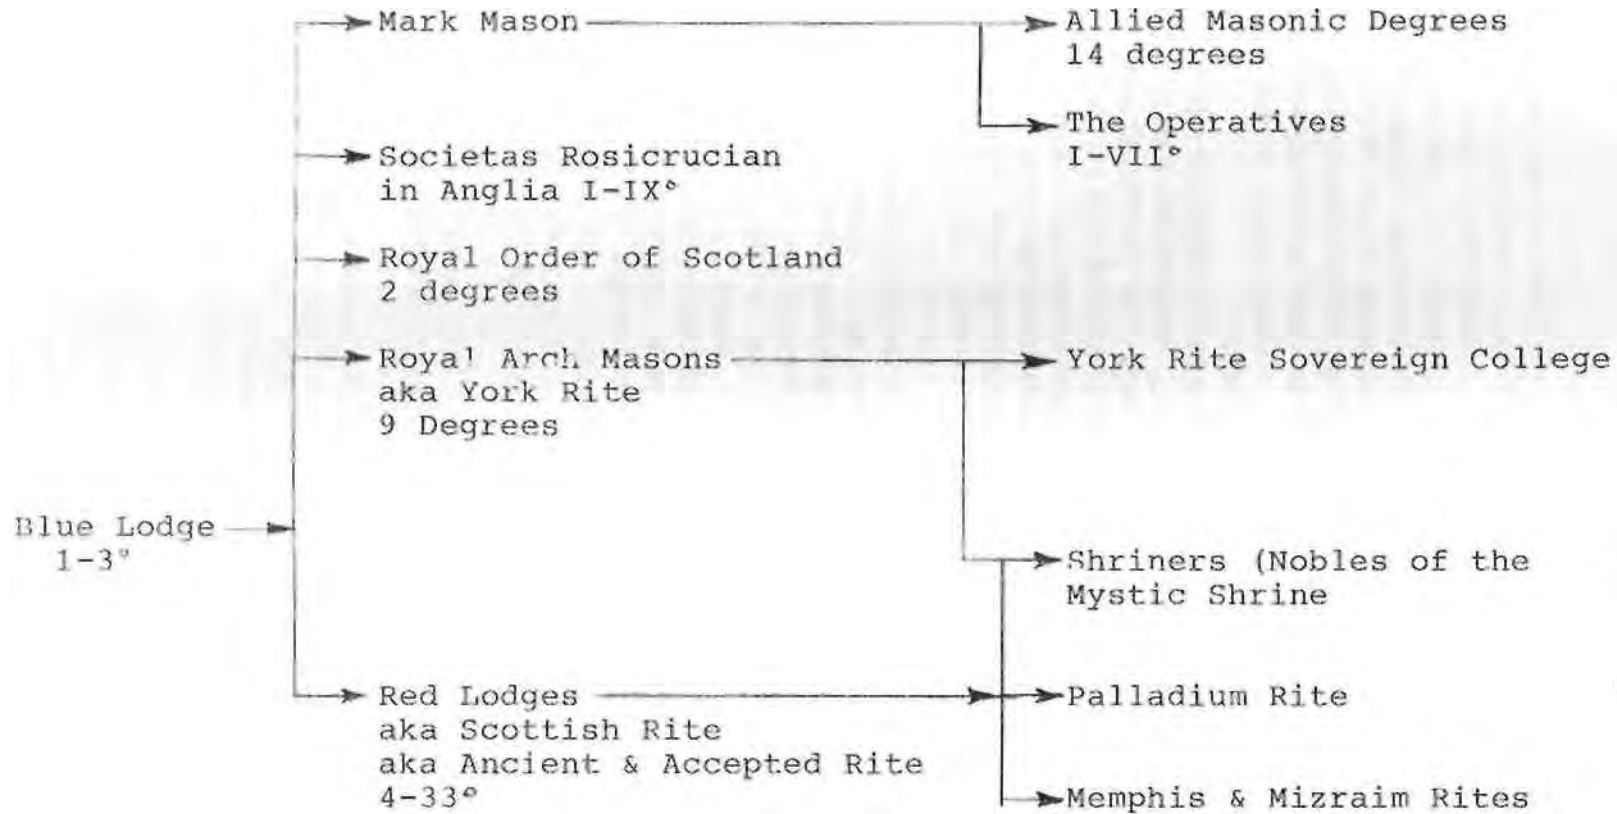 Mark Mason
Allied Masonic Degrees
14 degrees
The Operatives
I-VII°
Societas Rosicrucian
in Anglia I-IX°
Royal Order of Scotland
2 degrees
Royal Arch Masons
aka York Rite
9 Degrees
York Rite Sovereign College
Blue Lodge
1-3°
Shriners (Nobles of the
Mystic Shrine
Red Lodges
aka Scottish Rite
aka Ancient & Accepted Rite
4-33°
Palladium Rite
Memphis & Mizraim Rites